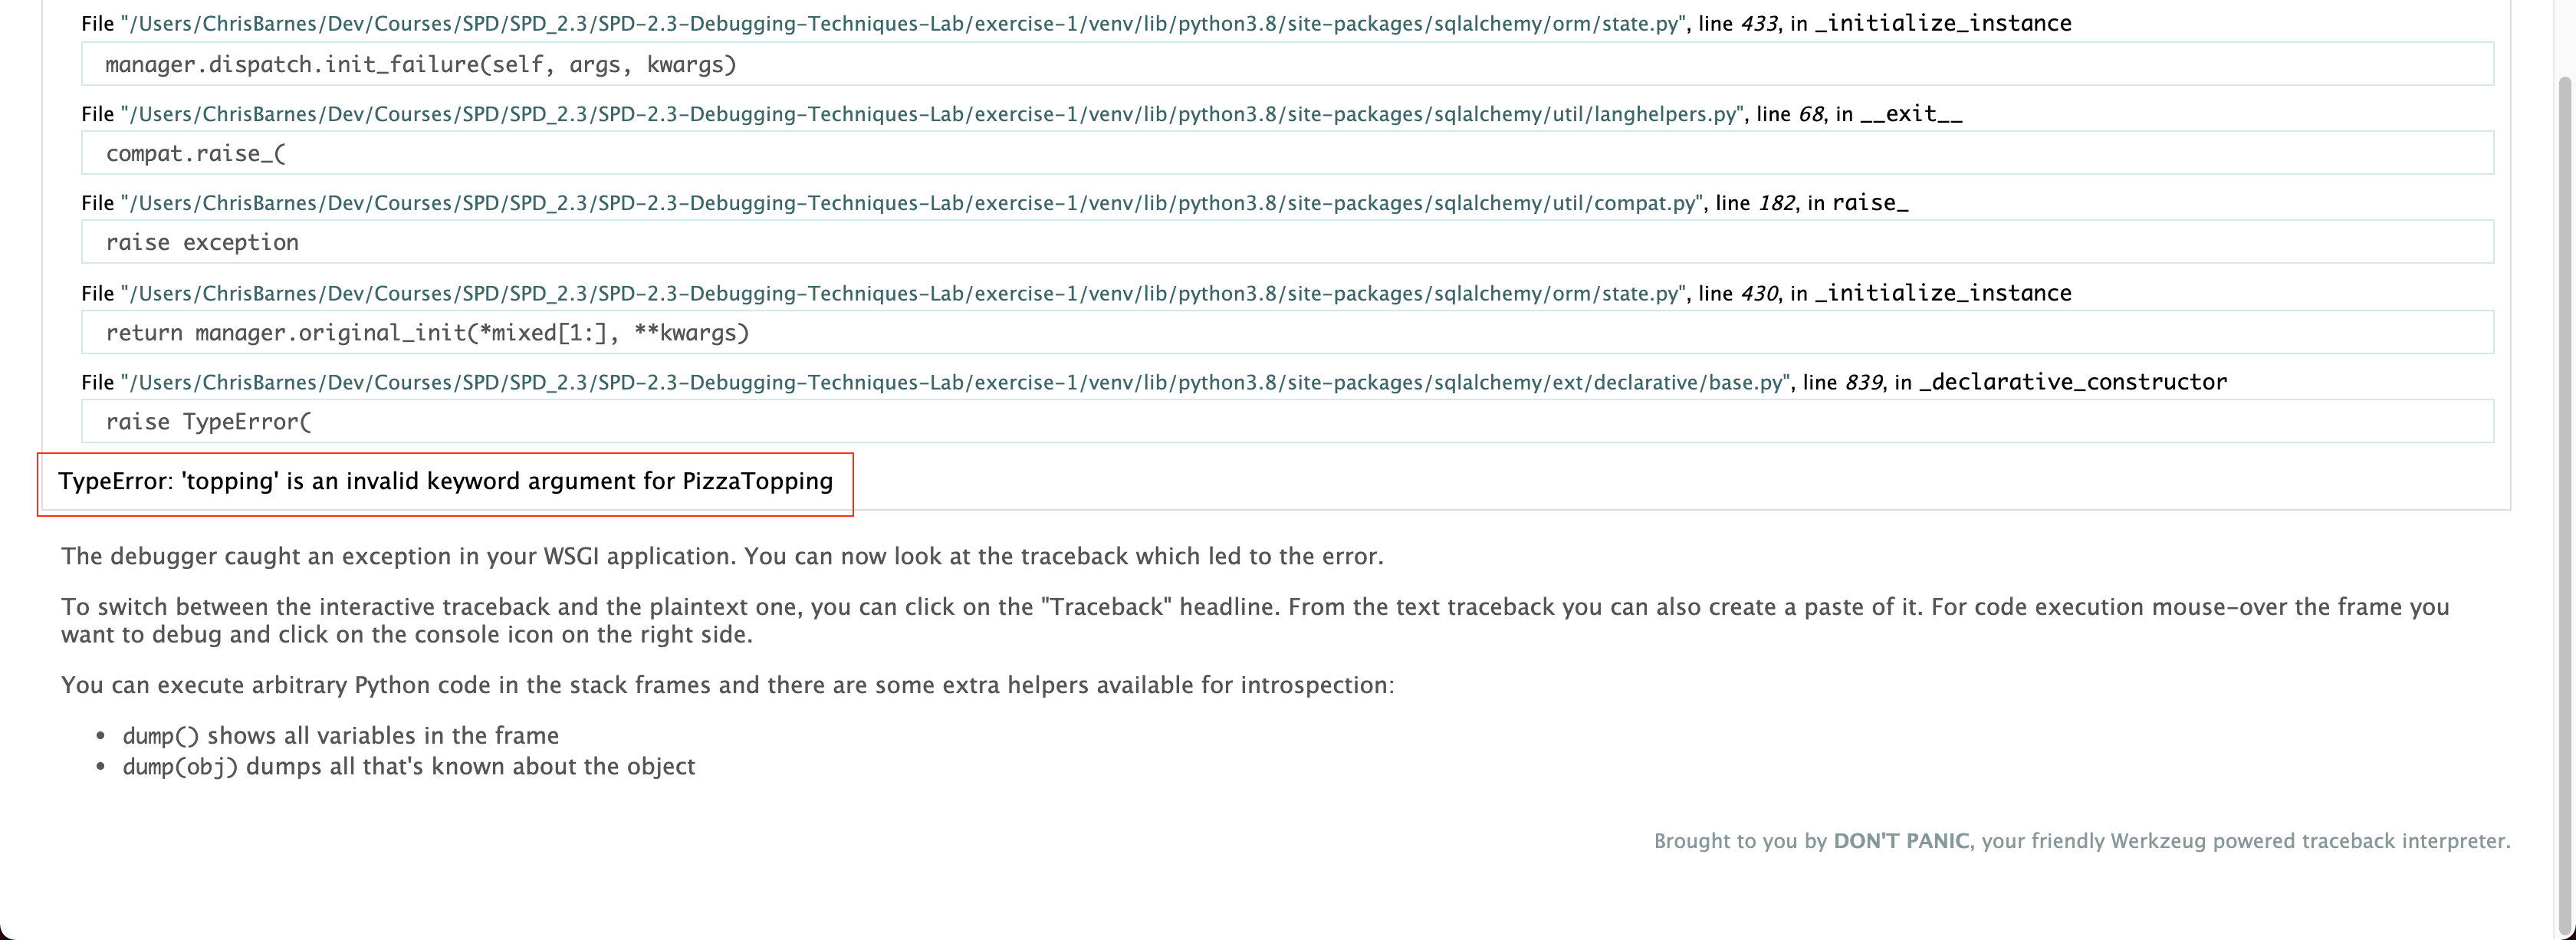 File "/Users/ChrisBarnes/Dev/Courses/SPD/SPD_2.3/SPD-2.3-Debugging-Techniques-Lab/exercise-1/venv/lib/python3.8/site-packages/sqlalchemy/orm/state.py", line 433, in _initialize_instance
manager.dispatch.init_failure(self, args, kwargs)
File "/Users/ChrisBarnes/Dev/Courses/SPD/SPD_2.3/SPD-2.3-Debugging-Techniques-Lab/exercise-1/venv/lib/python3.8/site-packages/sqlalchemy/util/langhelpers.py", line 68, in __exit__
compat.raise_(
File "/Users/ChrisBarnes/Dev/Courses/SPD/SPD_2.3/SPD-2.3-Debugging-Techniques-Lab/exercise-1/venv/lib/python3.8/site-packages/sqlalchemy/util/compat.py", line 182, in raise_
raise exception
File "/Users/ChrisBarnes/Dev/Courses/SPD/SPD_2.3/SPD-2.3-Debugging-Techniques-Lab/exercise-1/venv/lib/python3.8/site-packages/sqlalchemy/orm/state.py", line 430, in _initialize_instance
return manager.original_init(*mixed[1:], **kwargs)
File "/Users/ChrisBarnes/Dev/Courses/SPD/SPD_2.3/SPD-2.3-Debugging-Techniques-Lab/exercise-1/venv/lib/python3.8/site-packages/sqlalchemy/ext/declarative/base.py", line 839, in _declarative_constructor
raise TypeError(
TypeError: 'topping' is an invalid keyword argument for PizzaTopping
The debugger caught an exception in your WSGI application. You can now look at the traceback which led to the error.
To switch between the interactive traceback and the plaintext one, you can click on the "Traceback" headline. From the text traceback you can also create a paste of it. For code execution mouse-over the frame you
want to debug and click on the console icon on the right side.
You can execute arbitrary Python code in the stack frames and there are some extra helpers available for introspection:
• dump() shows all variables in the frame
• dump(obj) dumps all that's known about the object
Brought to you by DON'T PANIC, your friendly Werkzeug powered traceback interpreter.